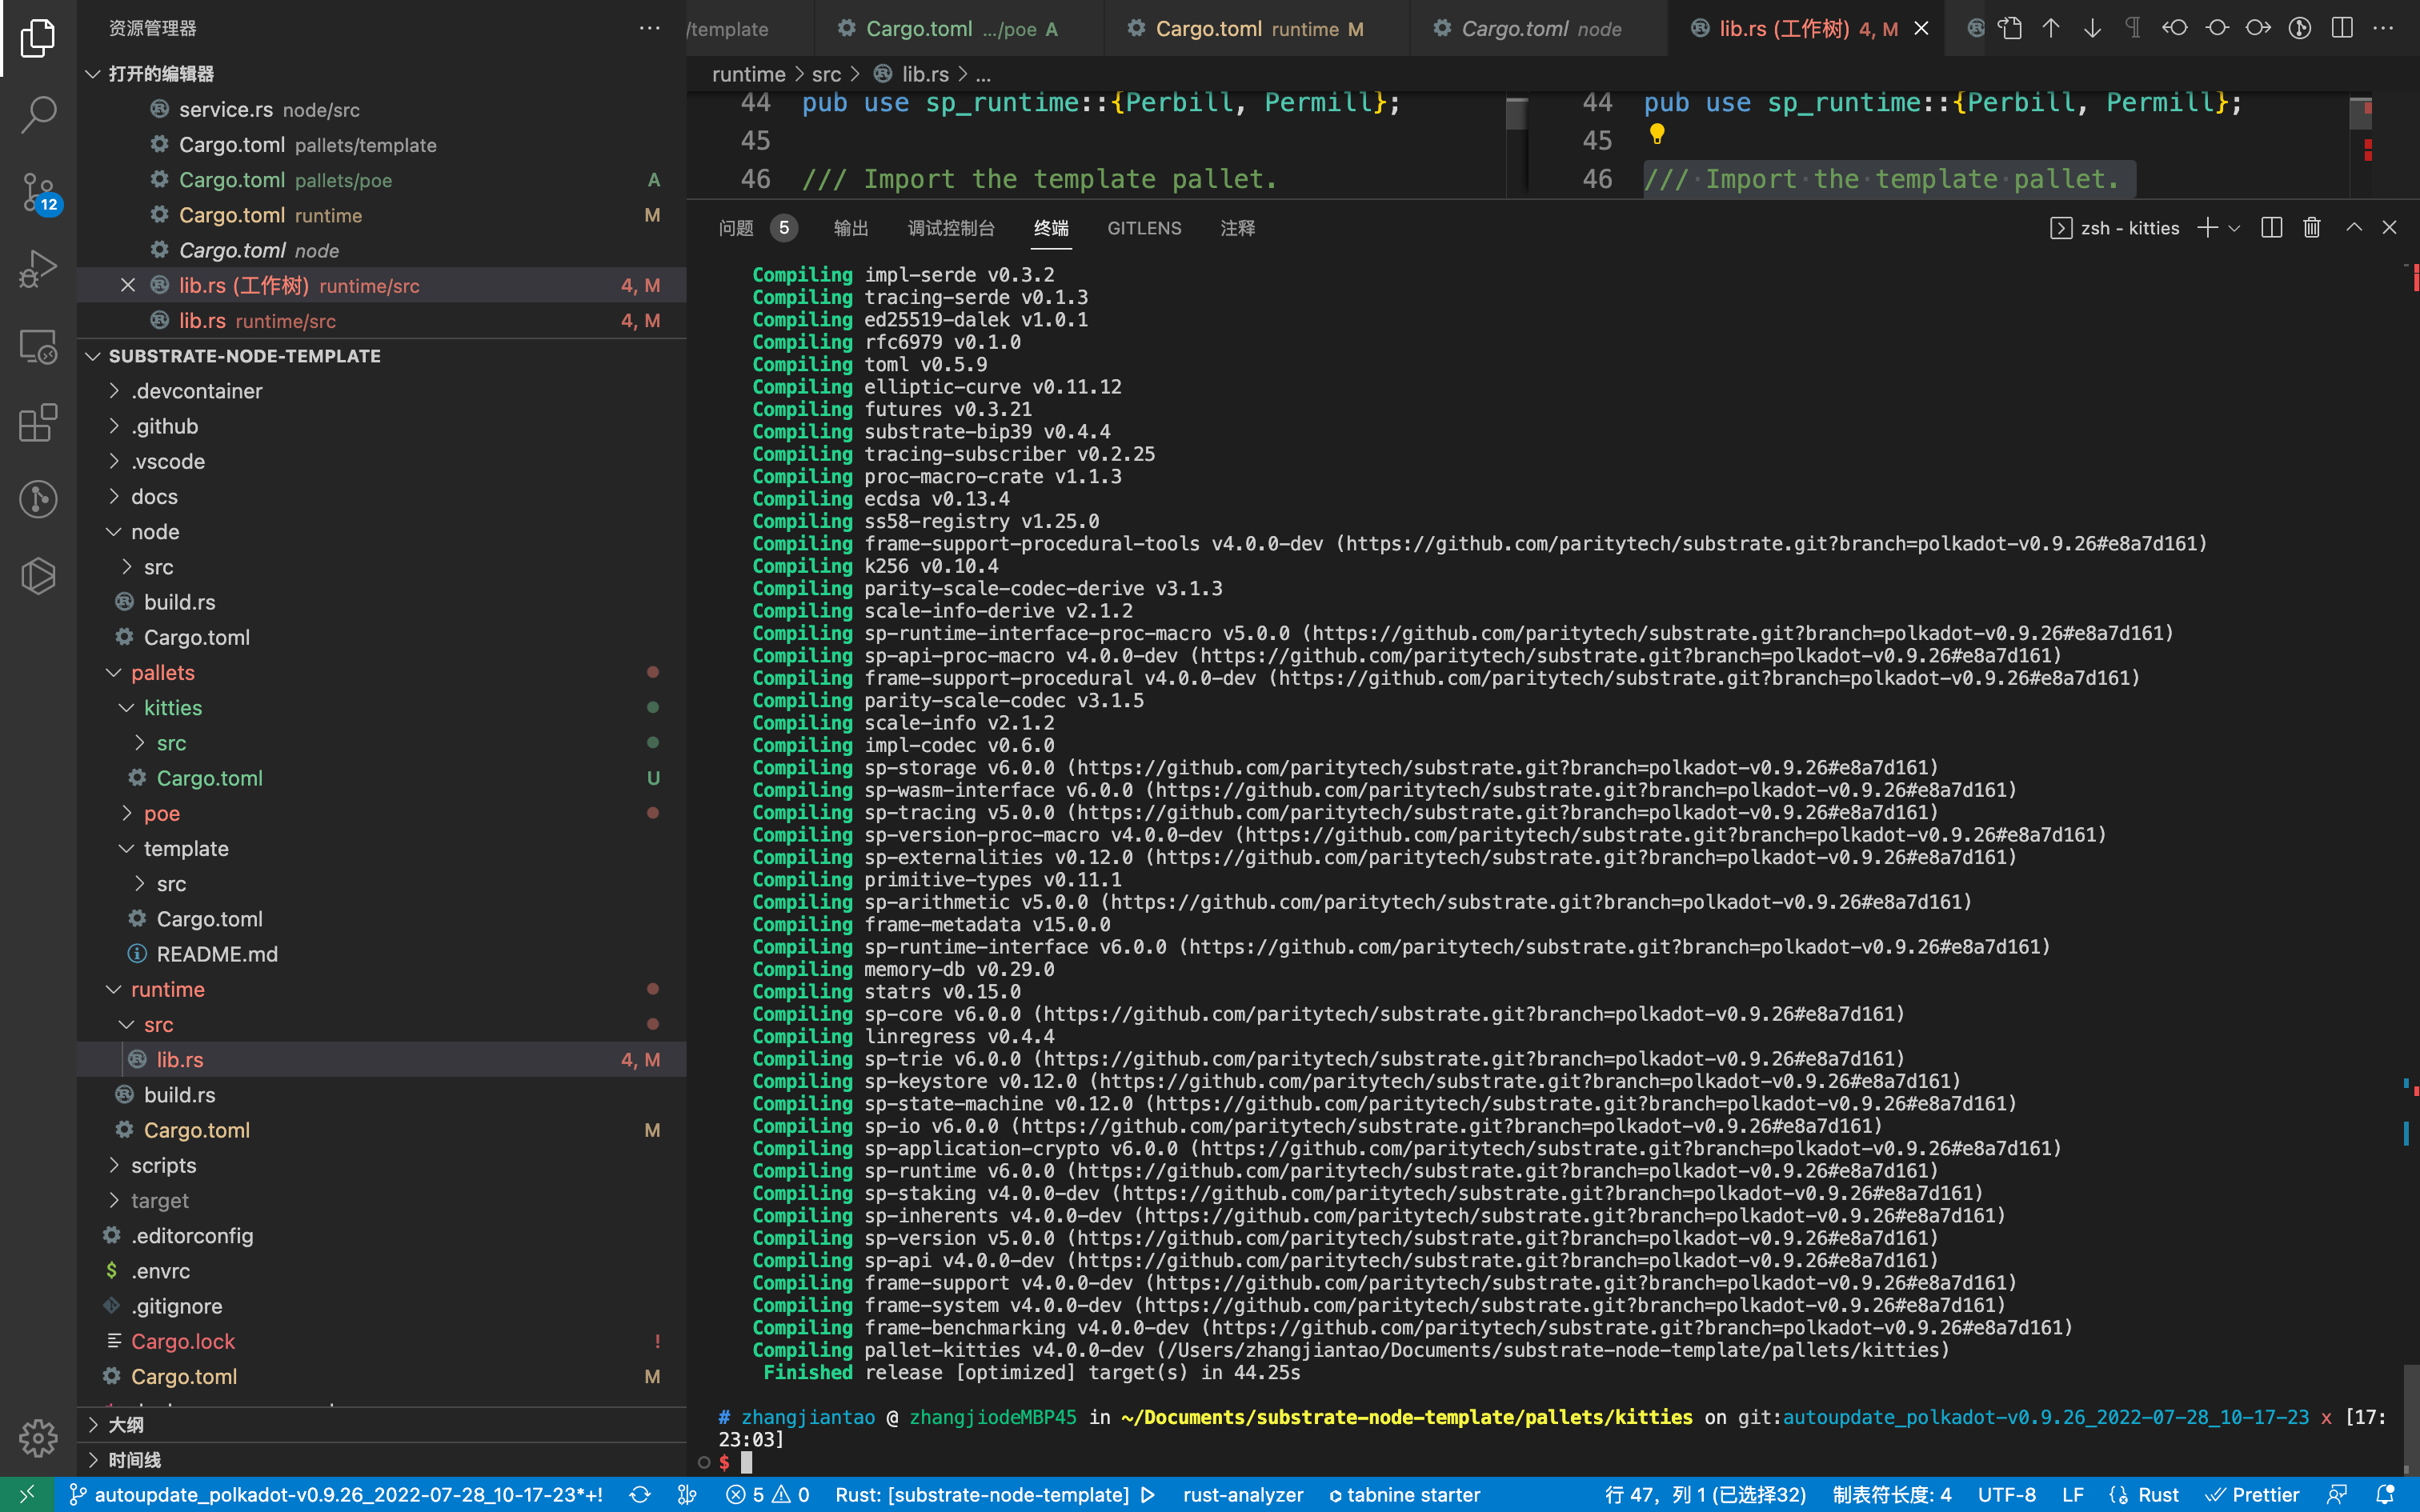 资源管理器
打开的编辑器
service.rs node/src
Cargo.toml pallets/template
Cargo.toml pallets/poe A
Cargo.toml runtime M
Cargo.toml node
lib.rs (工作树) runtime/src 4, M
lib.rs runtime/src 4, M
SUBSTRATE-NODE-TEMPLATE
.devcontainer
.github
.vscode
docs
node
src
build.rs
Cargo.toml
pallets
kitties
src
Cargo.toml U
poe
template
src
Cargo.toml
README.md
runtime
src
lib.rs 4, M
build.rs
Cargo.toml M
scripts
target
.editorconfig
.envrc
.gitignore
Cargo.lock !
Cargo.toml M
大纲
时间线
12
/template Cargo.toml .../poe A Cargo.toml runtime M Cargo.toml node lib.rs (工作树) 4, M
runtime > src > lib.rs > ...
44 pub use sp_runtime::{Perbill, Permill};
45
46 /// Import the template pallet.
44 pub use sp_runtime::{Perbill, Permill};
45
46 /// Import the template pallet.
问题 5 输出 调试控制台 终端 GITLENS 注释 zsh - kitties
Compiling impl-serde v0.3.2
Compiling tracing-serde v0.1.3
Compiling ed25519-dalek v1.0.1
Compiling rfc6979 v0.1.0
Compiling toml v0.5.9
Compiling elliptic-curve v0.11.12
Compiling futures v0.3.21
Compiling substrate-bip39 v0.4.4
Compiling tracing-subscriber v0.2.25
Compiling proc-macro-crate v1.1.3
Compiling ecdsa v0.13.4
Compiling ss58-registry v1.25.0
Compiling frame-support-procedural-tools v4.0.0-dev (https://github.com/paritytech/substrate.git?branch=polkadot-v0.9.26#e8a7d161)
Compiling k256 v0.10.4
Compiling parity-scale-codec-derive v3.1.3
Compiling scale-info-derive v2.1.2
Compiling sp-runtime-interface-proc-macro v5.0.0 (https://github.com/paritytech/substrate.git?branch=polkadot-v0.9.26#e8a7d161)
Compiling sp-api-proc-macro v4.0.0-dev (https://github.com/paritytech/substrate.git?branch=polkadot-v0.9.26#e8a7d161)
Compiling frame-support-procedural v4.0.0-dev (https://github.com/paritytech/substrate.git?branch=polkadot-v0.9.26#e8a7d161)
Compiling parity-scale-codec v3.1.5
Compiling scale-info v2.1.2
Compiling impl-codec v0.6.0
Compiling sp-storage v6.0.0 (https://github.com/paritytech/substrate.git?branch=polkadot-v0.9.26#e8a7d161)
Compiling sp-wasm-interface v6.0.0 (https://github.com/paritytech/substrate.git?branch=polkadot-v0.9.26#e8a7d161)
Compiling sp-tracing v5.0.0 (https://github.com/paritytech/substrate.git?branch=polkadot-v0.9.26#e8a7d161)
Compiling sp-version-proc-macro v4.0.0-dev (https://github.com/paritytech/substrate.git?branch=polkadot-v0.9.26#e8a7d161)
Compiling sp-externalities v0.12.0 (https://github.com/paritytech/substrate.git?branch=polkadot-v0.9.26#e8a7d161)
Compiling primitive-types v0.11.1
Compiling sp-arithmetic v5.0.0 (https://github.com/paritytech/substrate.git?branch=polkadot-v0.9.26#e8a7d161)
Compiling frame-metadata v15.0.0
Compiling sp-runtime-interface v6.0.0 (https://github.com/paritytech/substrate.git?branch=polkadot-v0.9.26#e8a7d161)
Compiling memory-db v0.29.0
Compiling statrs v0.15.0
Compiling sp-core v6.0.0 (https://github.com/paritytech/substrate.git?branch=polkadot-v0.9.26#e8a7d161)
Compiling linregress v0.4.4
Compiling sp-trie v6.0.0 (https://github.com/paritytech/substrate.git?branch=polkadot-v0.9.26#e8a7d161)
Compiling sp-keystore v0.12.0 (https://github.com/paritytech/substrate.git?branch=polkadot-v0.9.26#e8a7d161)
Compiling sp-state-machine v0.12.0 (https://github.com/paritytech/substrate.git?branch=polkadot-v0.9.26#e8a7d161)
Compiling sp-io v6.0.0 (https://github.com/paritytech/substrate.git?branch=polkadot-v0.9.26#e8a7d161)
Compiling sp-application-crypto v6.0.0 (https://github.com/paritytech/substrate.git?branch=polkadot-v0.9.26#e8a7d161)
Compiling sp-runtime v6.0.0 (https://github.com/paritytech/substrate.git?branch=polkadot-v0.9.26#e8a7d161)
Compiling sp-staking v4.0.0-dev (https://github.com/paritytech/substrate.git?branch=polkadot-v0.9.26#e8a7d161)
Compiling sp-inherents v4.0.0-dev (https://github.com/paritytech/substrate.git?branch=polkadot-v0.9.26#e8a7d161)
Compiling sp-version v5.0.0 (https://github.com/paritytech/substrate.git?branch=polkadot-v0.9.26#e8a7d161)
Compiling sp-api v4.0.0-dev (https://github.com/paritytech/substrate.git?branch=polkadot-v0.9.26#e8a7d161)
Compiling frame-support v4.0.0-dev (https://github.com/paritytech/substrate.git?branch=polkadot-v0.9.26#e8a7d161)
Compiling frame-system v4.0.0-dev (https://github.com/paritytech/substrate.git?branch=polkadot-v0.9.26#e8a7d161)
Compiling frame-benchmarking v4.0.0-dev (https://github.com/paritytech/substrate.git?branch=polkadot-v0.9.26#e8a7d161)
Compiling pallet-kitties v4.0.0-dev (/Users/zhangjiantao/Documents/substrate-node-template/pallets/kitties)
Finished release [optimized] target(s) in 44.25s
# zhangjiantao @ zhangjiodeMBP45 in ~/Documents/substrate-node-template/pallets/kitties on git:autoupdate_polkadot-v0.9.26_2022-07-28_10-17-23 x [17:
23:03]
$
autoupdate_polkadot-v0.9.26_2022-07-28_10-17-23*+! 5 0 Rust: [substrate-node-template] rust-analyzer tabnine starter 行 47，列 1 (已选择32) 制表符长度: 4 UTF-8 LF Rust Prettier